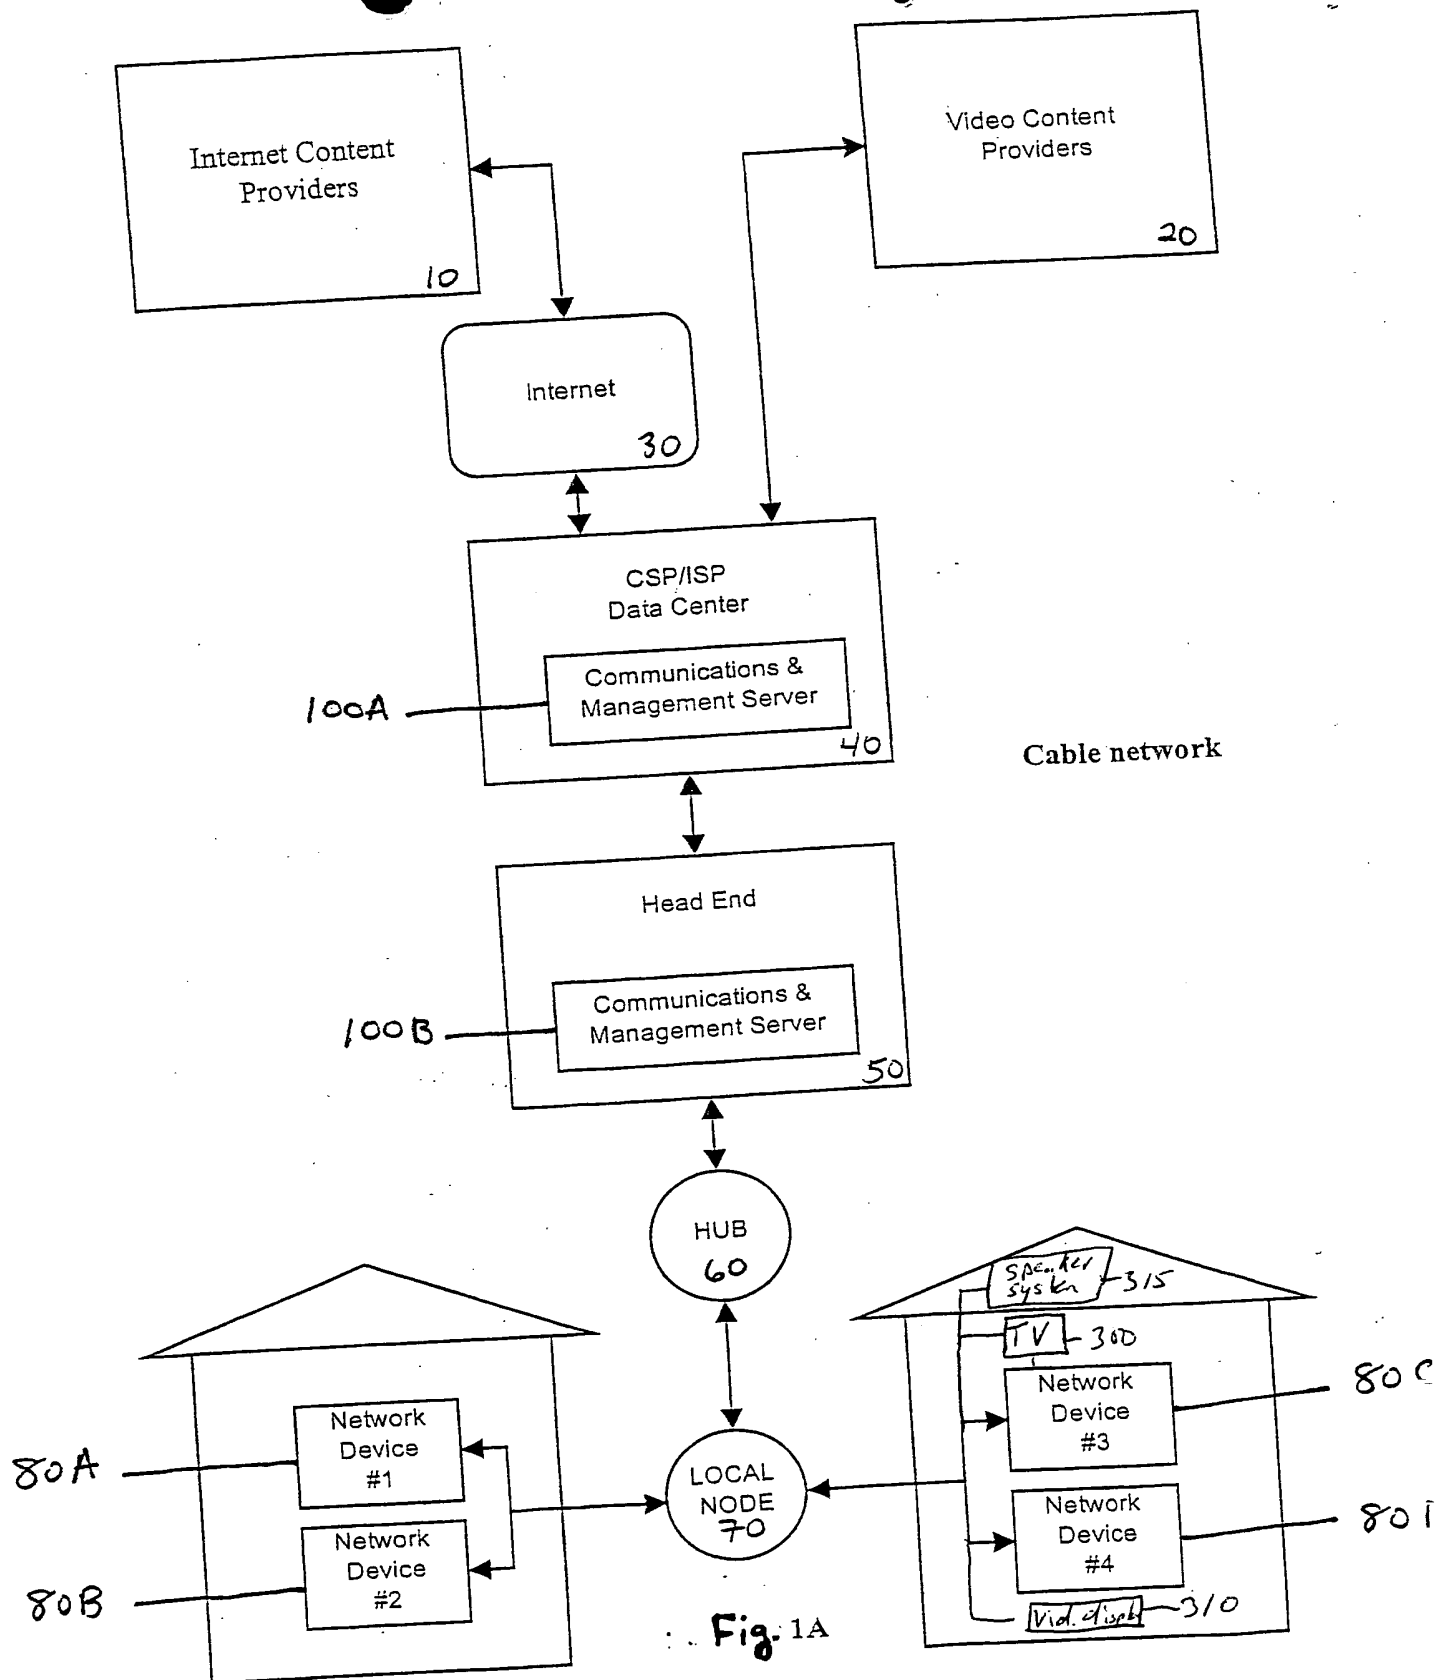 Internet Content
Providers
10
Video Content
Providers
20
Internet
30
CSP/ISP
Data Center
Communications &
Management Server
100A
40
Cable network
Head End
Communications &
Management Server
100B
50
HUB
60
Speaker
system
315
TV
300
Network
Device
#3
80C
Network
Device
#1
80A
LOCAL
NODE
70
Network
Device
#4
80
Network
Device
#2
80B
Vid.
310
Fig. 1A